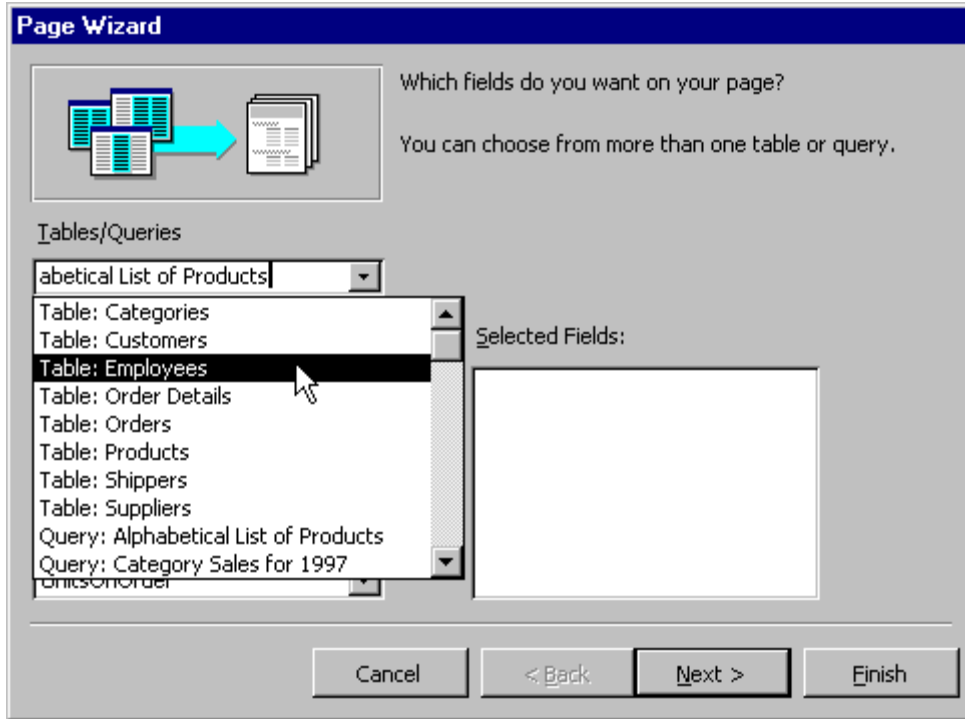 Page Wizard
Which fields do you want on your page?
You can choose from more than one table or query.
Tables/Queries
abetical List of Products
Table: Categories
Table: Customers
Table: Employees
Table: Order Details
Table: Orders
Table: Products
Table: Shippers
Table: Suppliers
Query: Alphabetical List of Products
Query: Category Sales for 1997
UnitsOnOrder
Selected Fields:
Cancel
< Back
Next >
Finish